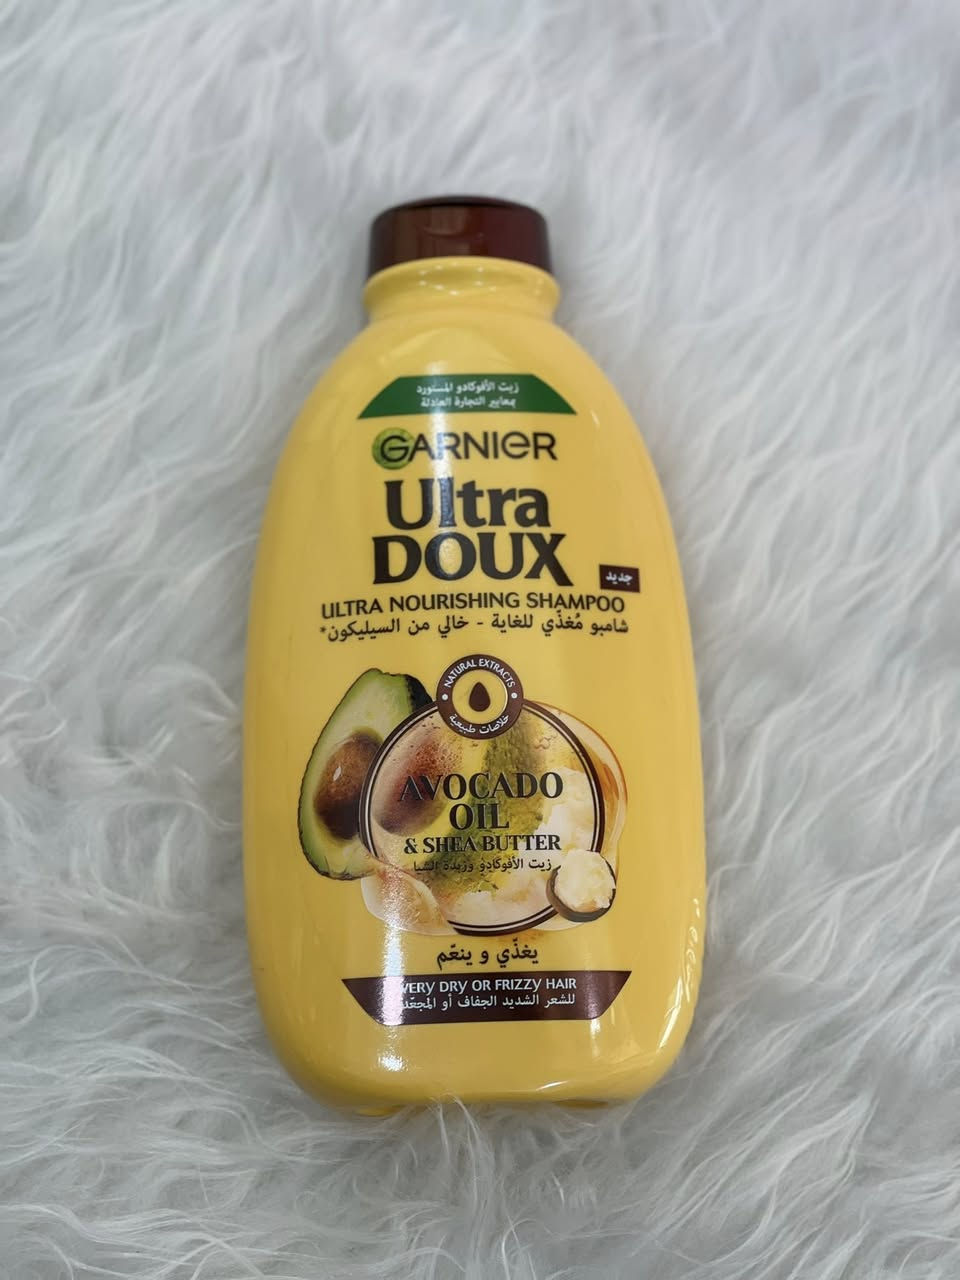 زيت الأفوكادو المستورد
بمعايير التجارة العادلة
GARNIER
Ultra
DOUX
جديد
ULTRA NOURISHING SHAMPOO
شامبو مُغذّي للغاية - خالي من السيليكون*
NATURAL EXTRACTS
خلاصات طبيعية
AVOCADO
OIL
& SHEA BUTTER
زيت الأفوكادو وزبدة الشيا
يغذّي و ينعّم
VERY DRY OR FRIZZY HAIR
للشعر الشديد الجفاف أو المجعّد